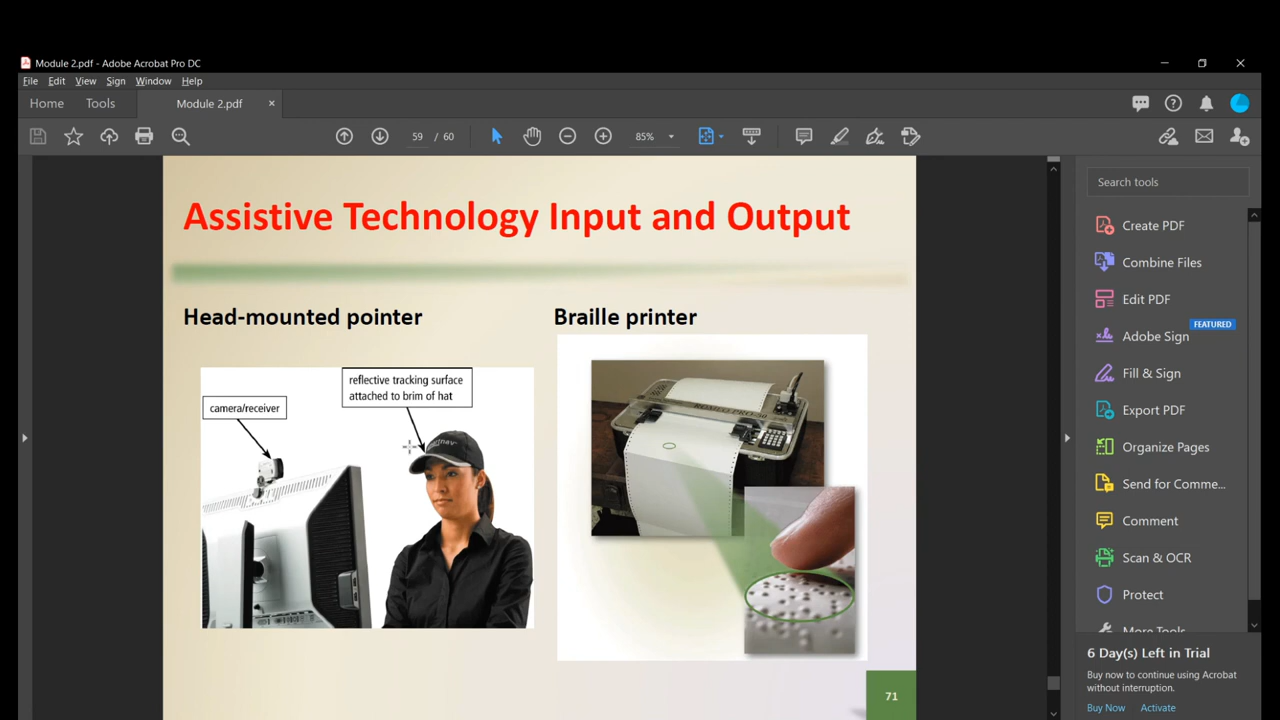 Module 2.pdf - Adobe Acrobat Pro DC
File Edit View Sign Window Help
Home Tools Module 2.pdf
59 / 60 85%
Search tools
Create PDF
Combine Files
Edit PDF
FEATURED
Adobe Sign
Fill & Sign
Export PDF
Organize Pages
Send for Comme...
Comment
Scan & OCR
Protect
More Tools
6 Day(s) Left in Trial
Buy now to continue using Acrobat
without interruption.
Buy Now Activate
Assistive Technology Input and Output
Head-mounted pointer
camera/receiver
reflective tracking surface
attached to brim of hat
Braille printer
71